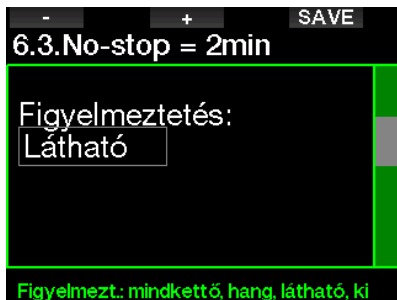 - + SAVE
6.3.No-stop = 2min
Figyelmeztetés:
Látható
Figyelmezt.: mindkettő, hang, látható, ki